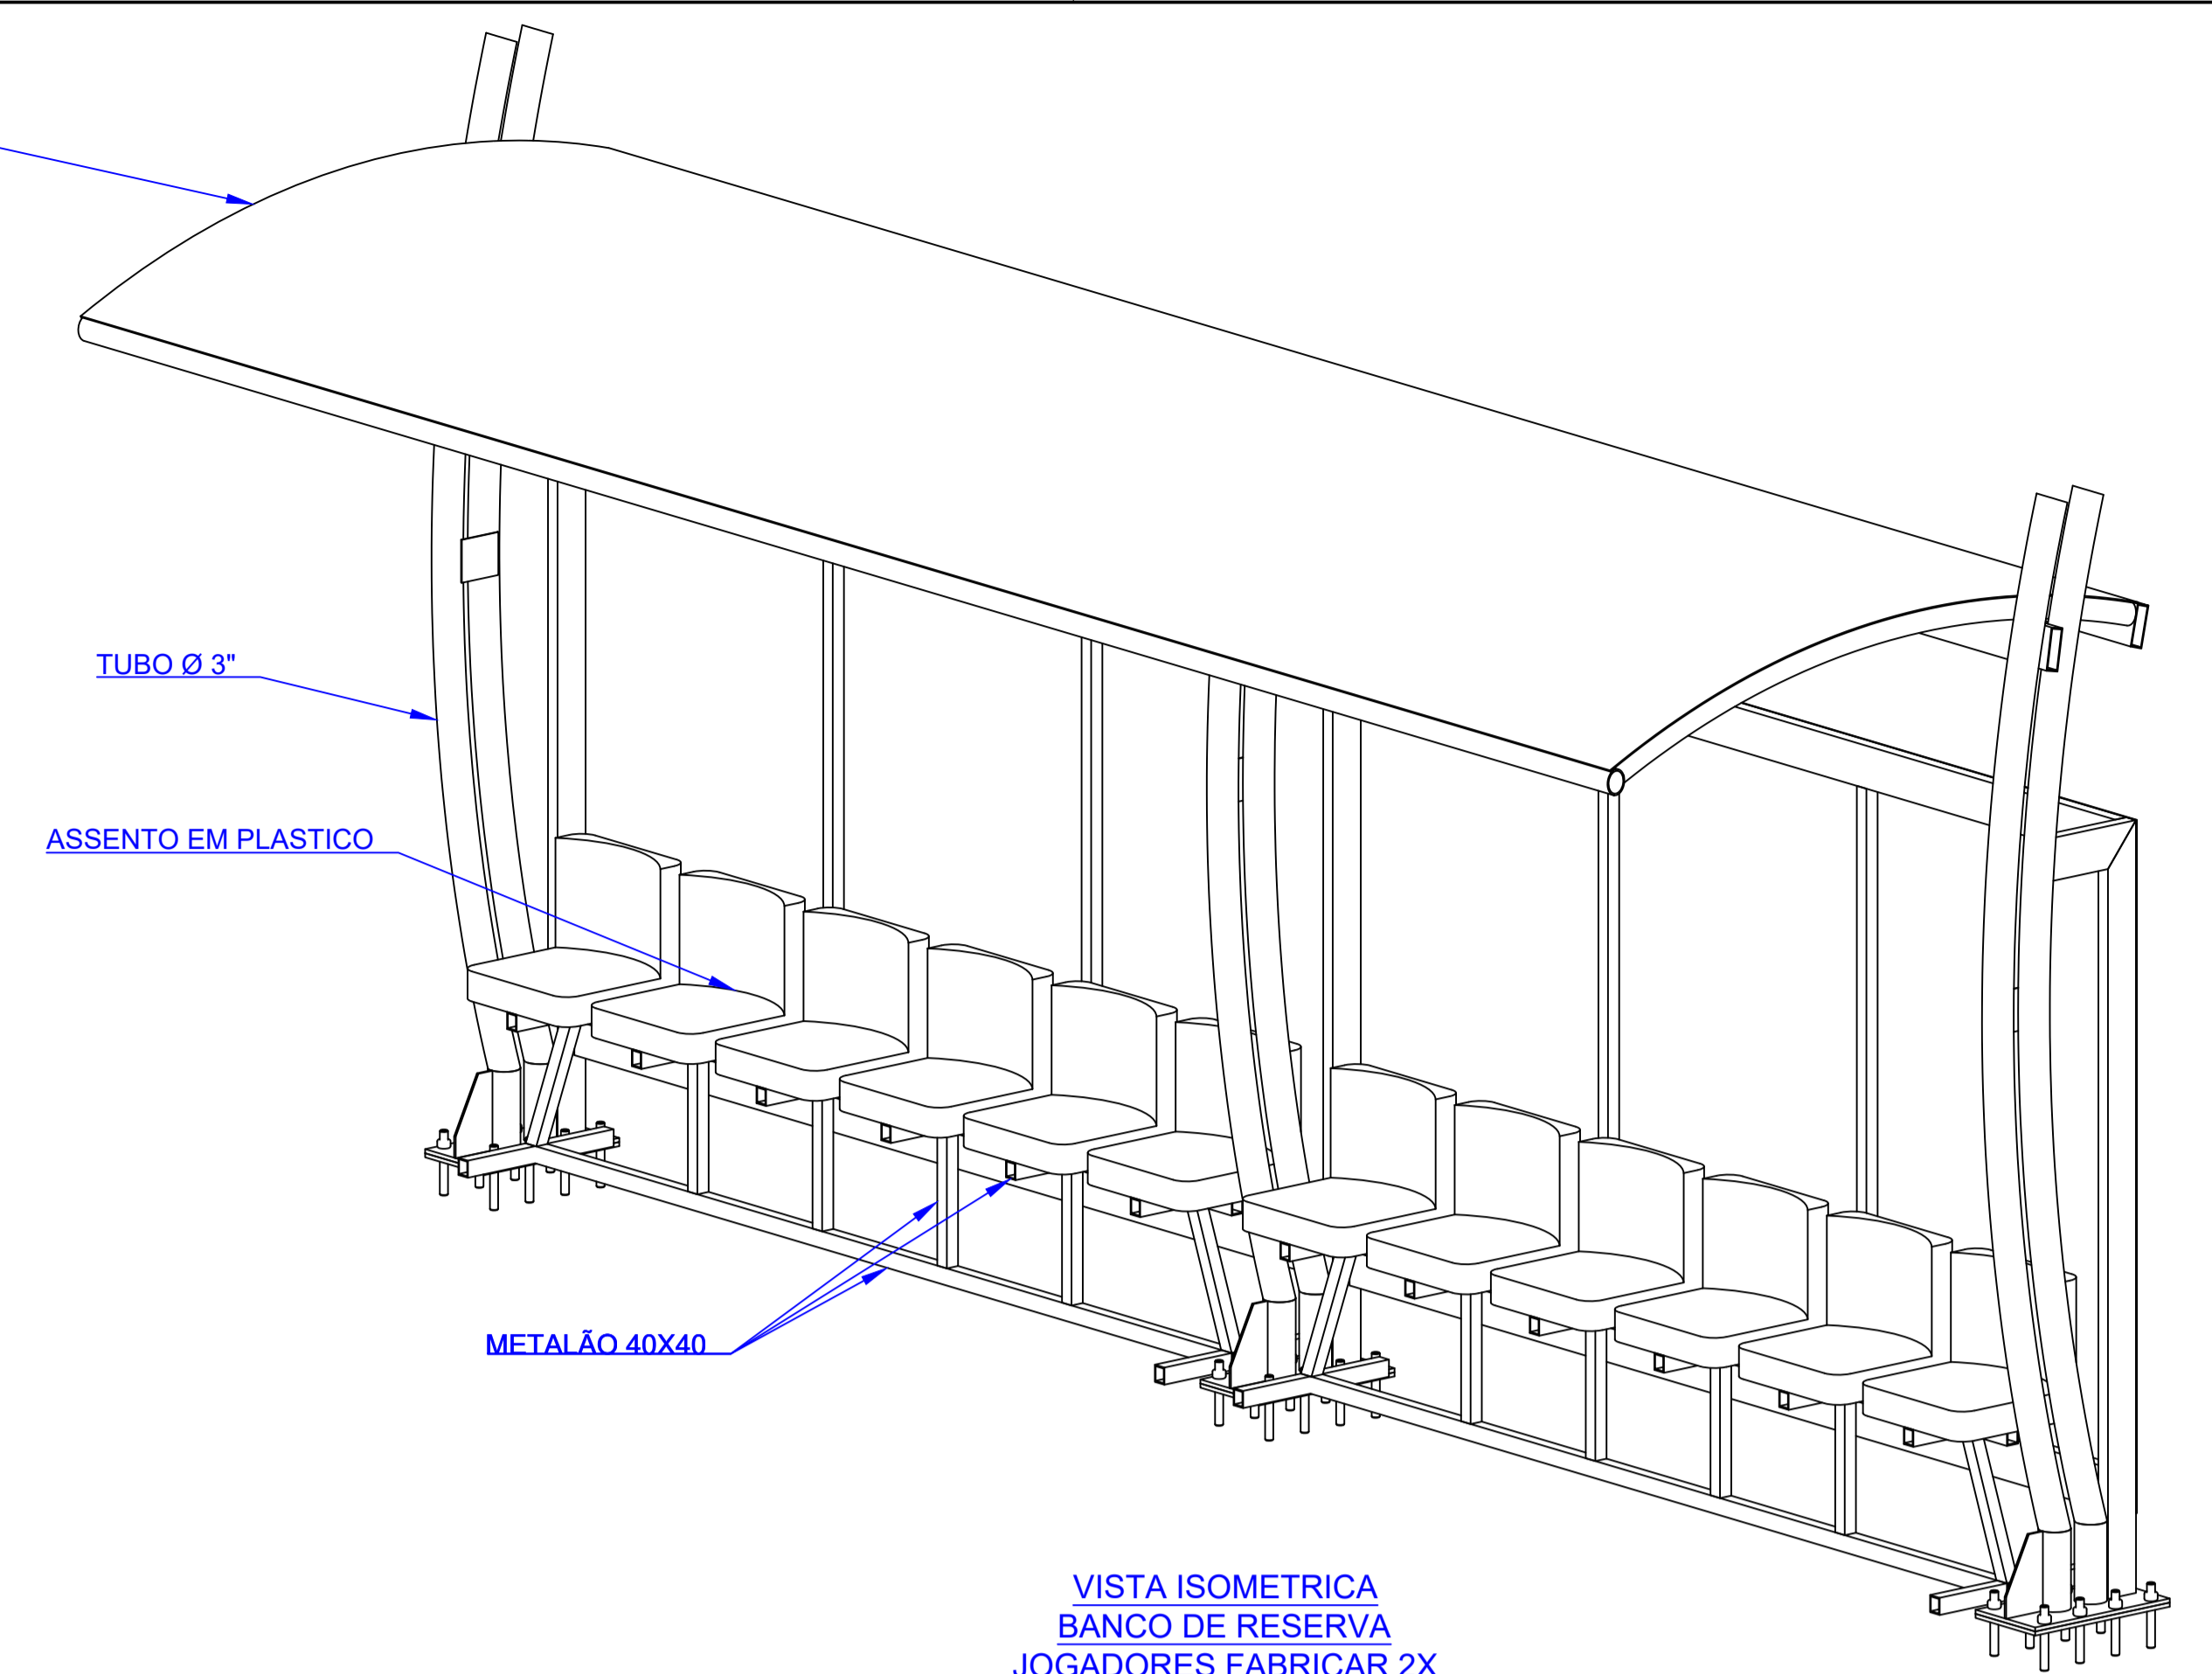 TUBO Ø 3"
ASSENTO EM PLASTICO
METALÃO 40X40
VISTA ISOMETRICA
BANCO DE RESERVA
JOGADORES FABRICAR 2X